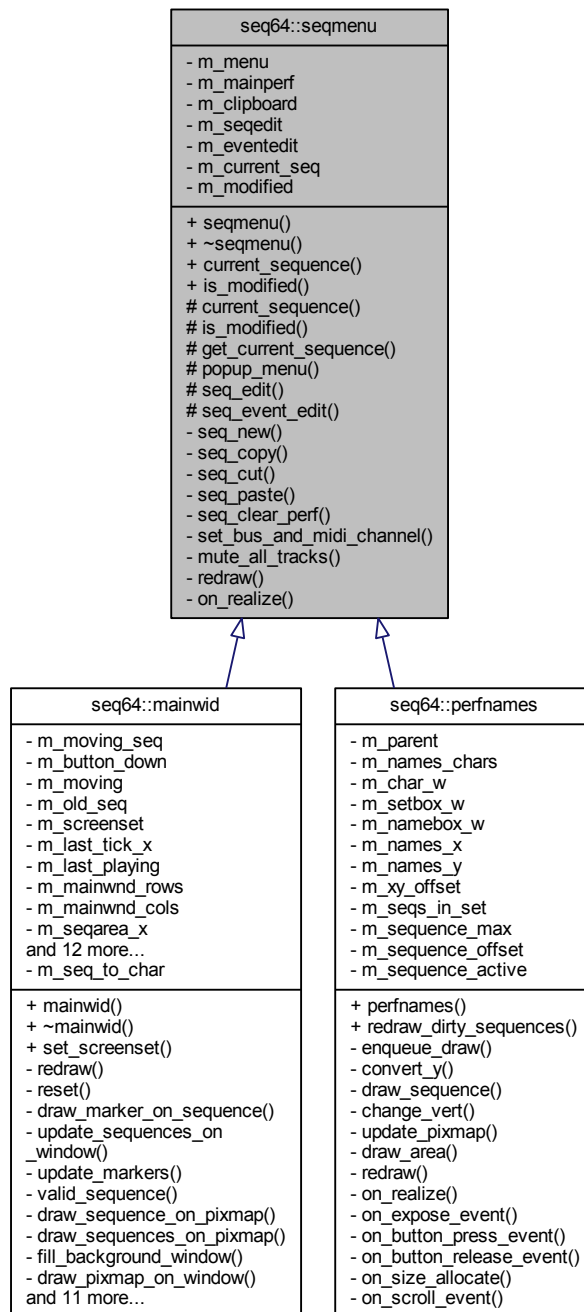 seq64::seqmenu
- m_menu
- m_mainperf
- m_clipboard
- m_seqedit
- m_eventedit
- m_current_seq
- m_modified
+ seqmenu()
+ ~seqmenu()
+ current_sequence()
+ is_modified()
# current_sequence()
# is_modified()
# get_current_sequence()
# popup_menu()
# seq_edit()
# seq_event_edit()
- seq_new()
- seq_copy()
- seq_cut()
- seq_paste()
- seq_clear_perf()
- set_bus_and_midi_channel()
- mute_all_tracks()
- redraw()
- on_realize()
seq64::mainwid
- m_moving_seq
- m_button_down
- m_moving
- m_old_seq
- m_screenset
- m_last_tick_x
- m_last_playing
- m_mainwnd_rows
- m_mainwnd_cols
- m_seqarea_x
and 12 more...
- m_seq_to_char
+ mainwid()
+ ~mainwid()
+ set_screenset()
- redraw()
- reset()
- draw_marker_on_sequence()
- update_sequences_on
_window()
- update_markers()
- valid_sequence()
- draw_sequence_on_pixmap()
- draw_sequences_on_pixmap()
- fill_background_window()
- draw_pixmap_on_window()
and 11 more...
seq64::perfnames
- m_parent
- m_names_chars
- m_char_w
- m_setbox_w
- m_namebox_w
- m_names_x
- m_names_y
- m_xy_offset
- m_seqs_in_set
- m_sequence_max
- m_sequence_offset
- m_sequence_active
+ perfnames()
+ redraw_dirty_sequences()
- enqueue_draw()
- convert_y()
- draw_sequence()
- change_vert()
- update_pixmap()
- draw_area()
- redraw()
- on_realize()
- on_expose_event()
- on_button_press_event()
- on_button_release_event()
- on_size_allocate()
- on_scroll_event()